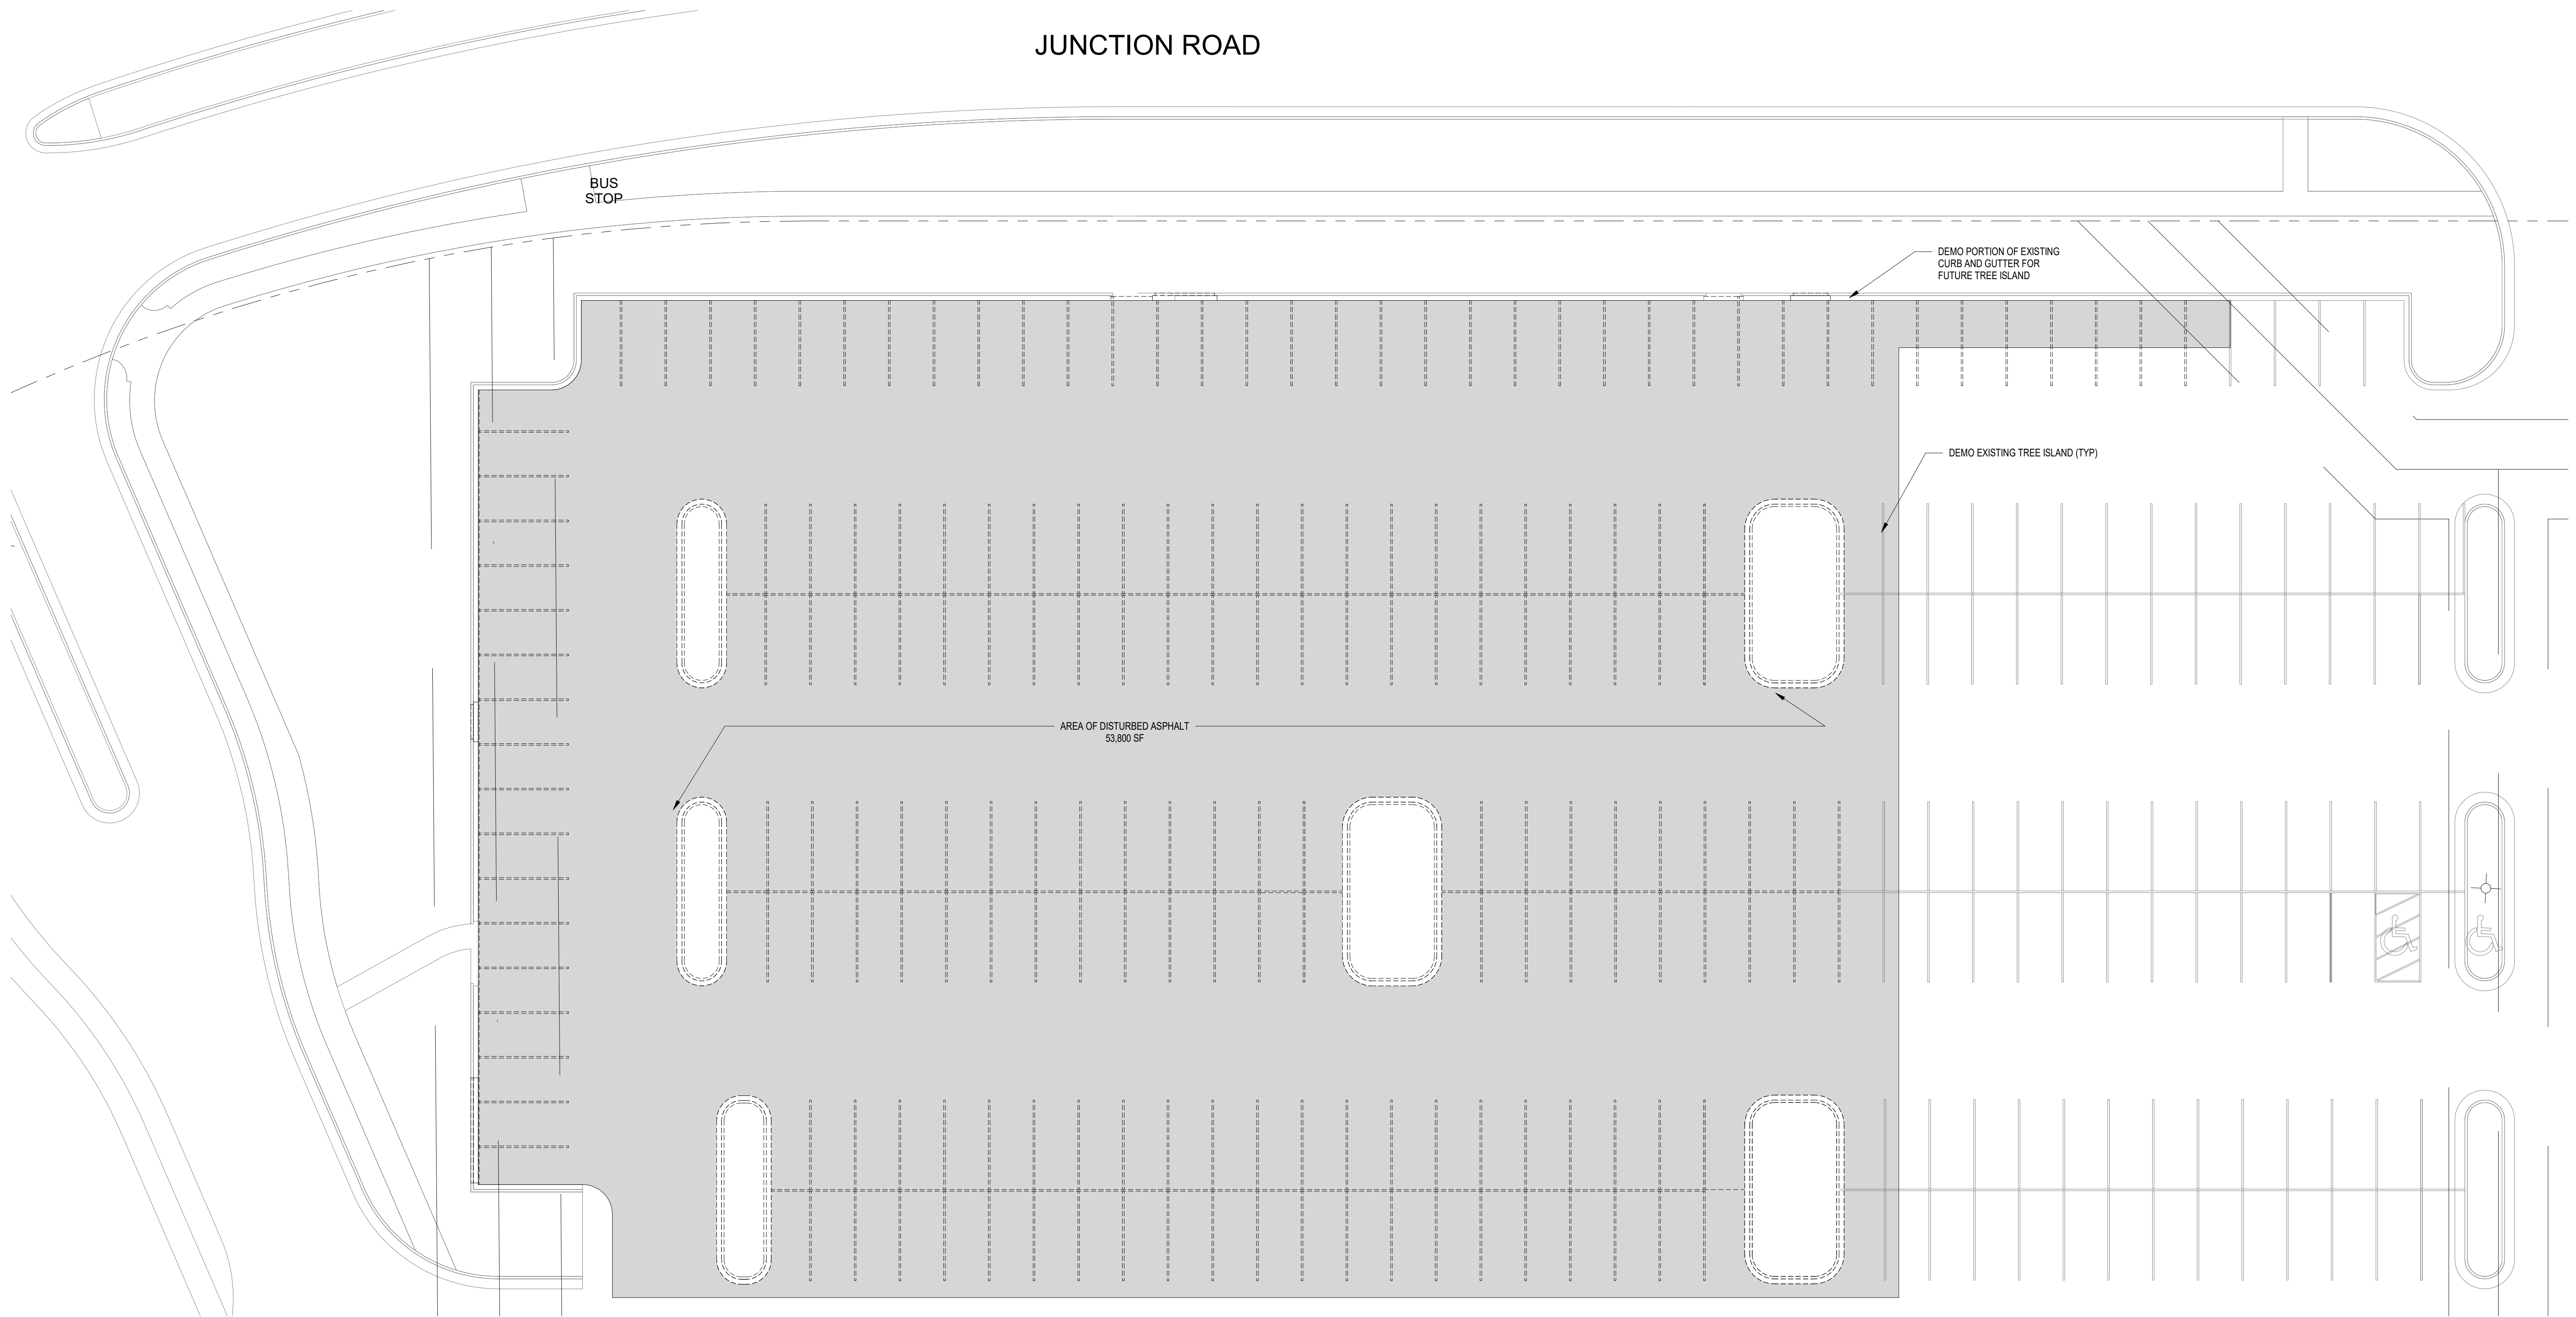 JUNCTION ROAD
BUS
STOP
DEMO PORTION OF EXISTING
CURB AND GUTTER FOR
FUTURE TREE ISLAND
DEMO EXISTING TREE ISLAND (TYP)
AREA OF DISTURBED ASPHALT
53,800 SF